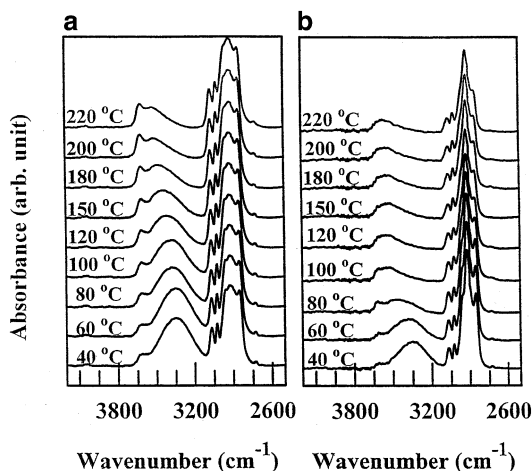 a
b
Absorbance (arb. unit)
220 °C
200 °C
180 °C
150 °C
120 °C
100 °C
80 °C
60 °C
40 °C
220 °C
200 °C
180 °C
150 °C
120 °C
100 °C
80 °C
60 °C
40 °C
3800 3200 2600
3800 3200 2600
Wavenumber (cm⁻¹)
Wavenumber (cm⁻¹)